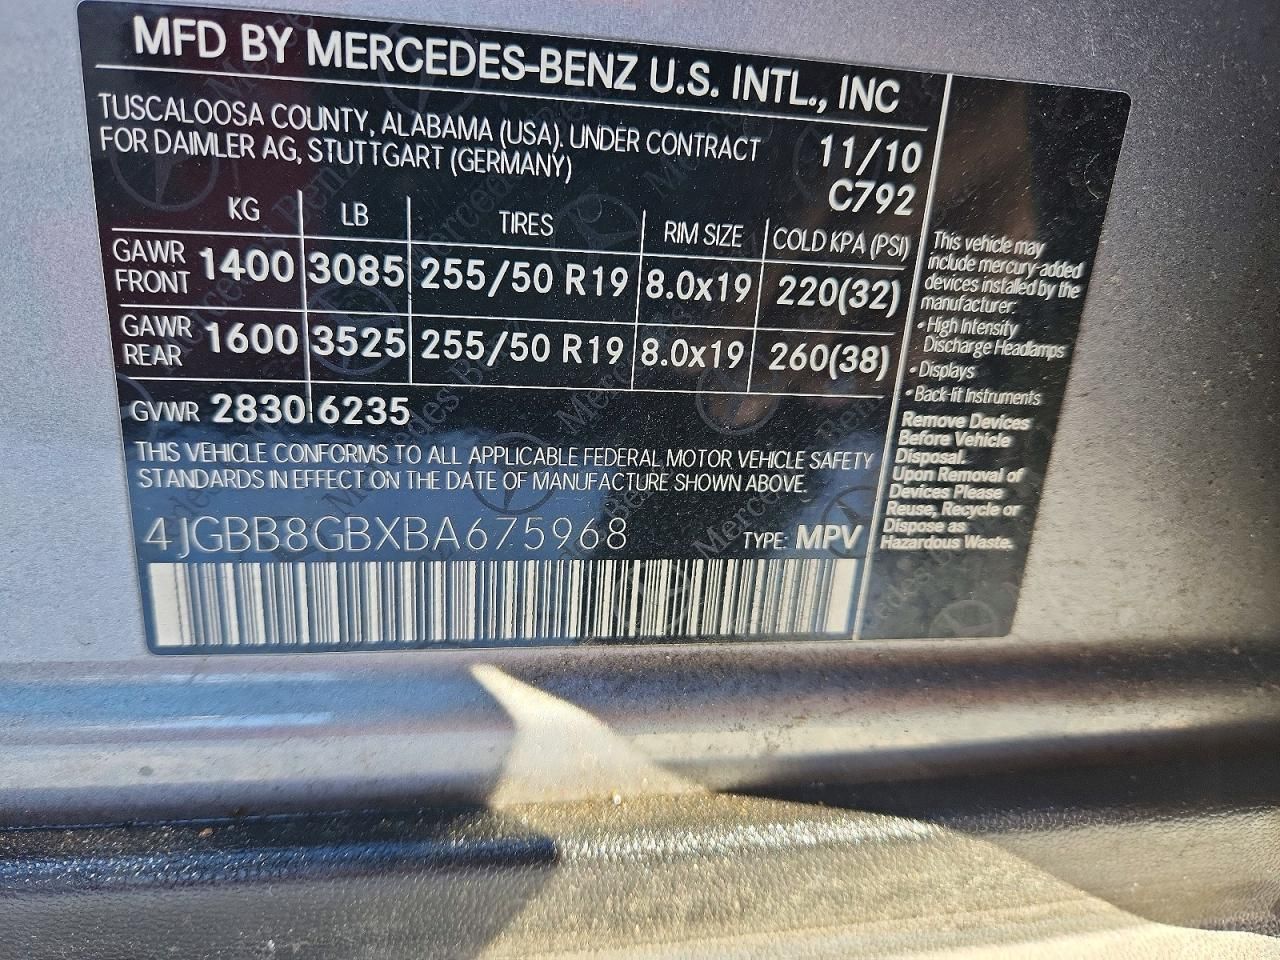 MFD BY MERCEDES-BENZ U.S. INTL., INC
TUSCALOOSA COUNTY, ALABAMA (USA). UNDER CONTRACT
FOR DAIMLER AG, STUTTGART (GERMANY)
11/10
C792
KG LB TIRES RIM SIZE COLD KPA (PSI)
GAWR FRONT 1400 3085 255/50 R19 8.0x19 220(32)
GAWR REAR 1600 3525 255/50 R19 8.0x19 260(38)
GVWR 2830 6235
THIS VEHICLE CONFORMS TO ALL APPLICABLE FEDERAL MOTOR VEHICLE SAFETY
STANDARDS IN EFFECT ON THE DATE OF MANUFACTURE SHOWN ABOVE.
4JGBB8GBXBA675968 TYPE: MPV
This vehicle may
include mercury-added
devices installed by the
manufacturer:
• High Intensity
Discharge Headlamps
• Displays
• Back-lit Instruments
Remove Devices
Before Vehicle
Disposal.
Upon Removal of
Devices Please
Reuse, Recycle or
Dispose as
Hazardous Waste.